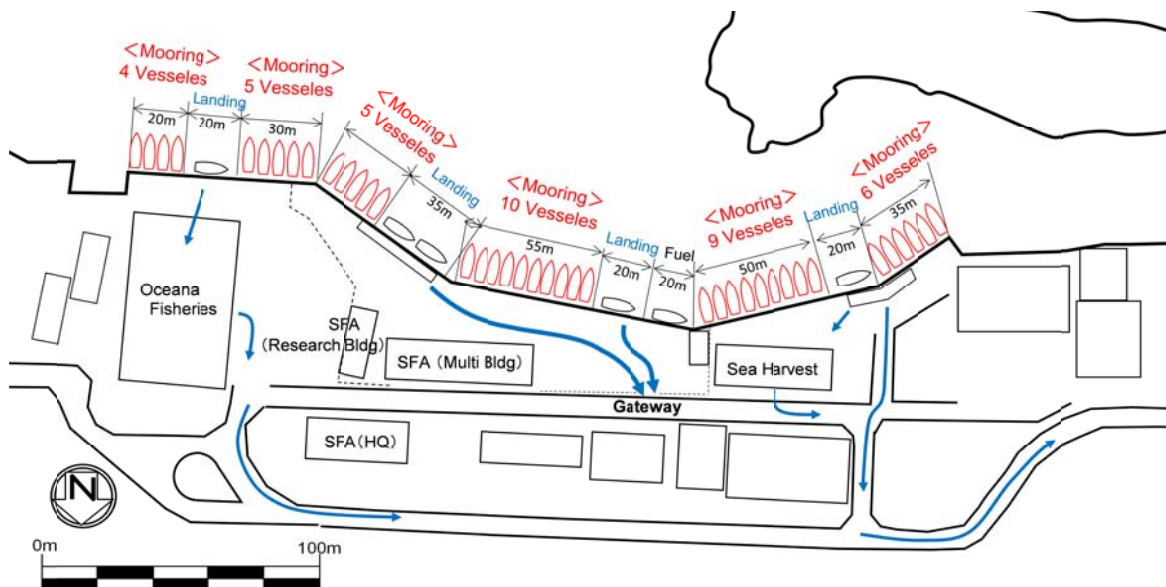 ＜Mooring＞
4 Vesseles
Landing
＜Mooring＞
5 Vesseles
20m
20m
30m
＜Mooring＞
5 Vesseles
Landing
35m
＜Mooring＞
10 Vesseles
55m
Landing
20m
Fuel
20m
＜Mooring＞
9 Vesseles
50m
Landing
20m
＜Mooring＞
6 Vesseles
35m
Oceana
Fisheries
SFA
(Research Bldg)
SFA (Multi Bldg)
Sea Harvest
Gateway
SFA(HQ)
N
0m
100m